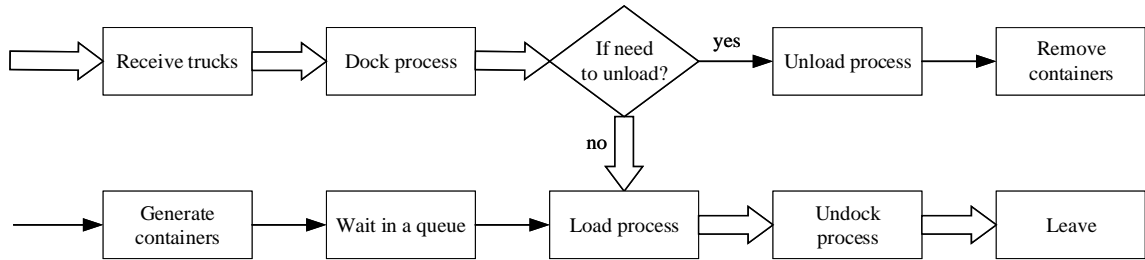 Receive trucks
Dock process
If need
to unload?
yes
Unload process
Remove
containers
no
Generate
containers
Wait in a queue
Load process
Undock
process
Leave